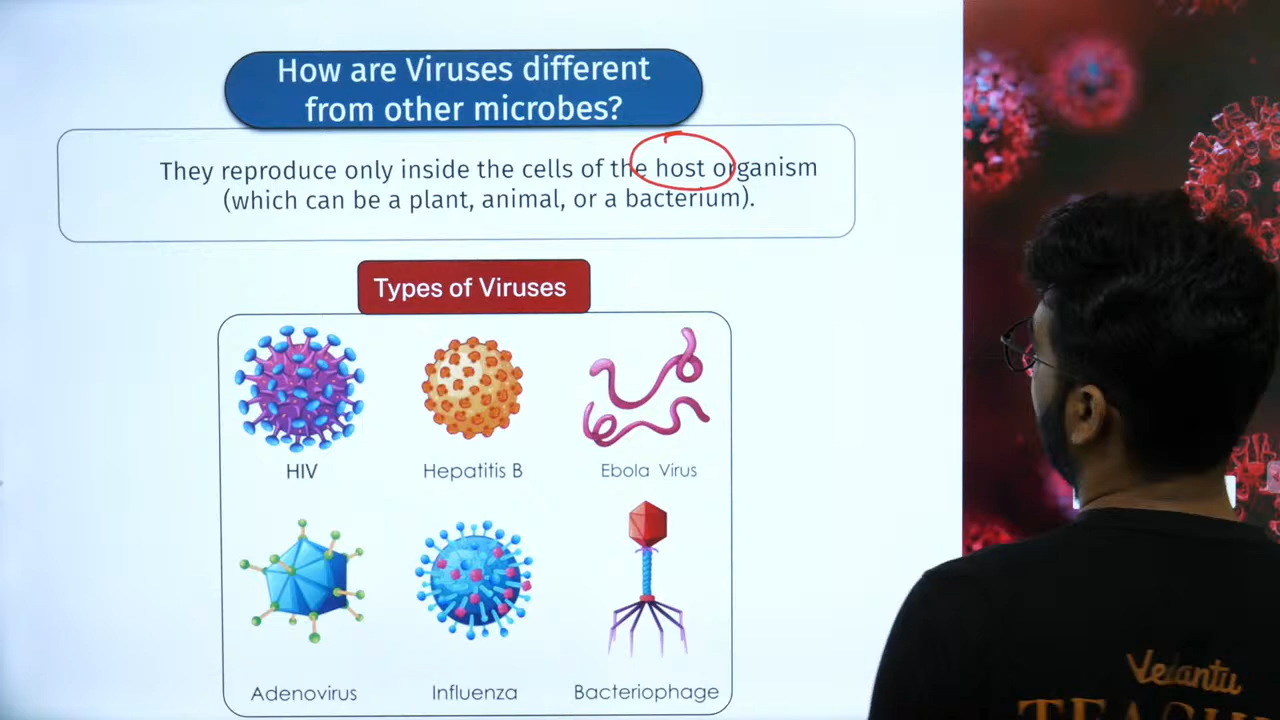 How are Viruses different
from other microbes?
They reproduce only inside the cells of the host organism
(which can be a plant, animal, or a bacterium).
Types of Viruses
HIV
Hepatitis B
Ebola Virus
Adenovirus
Influenza
Bacteriophage
Vedantu